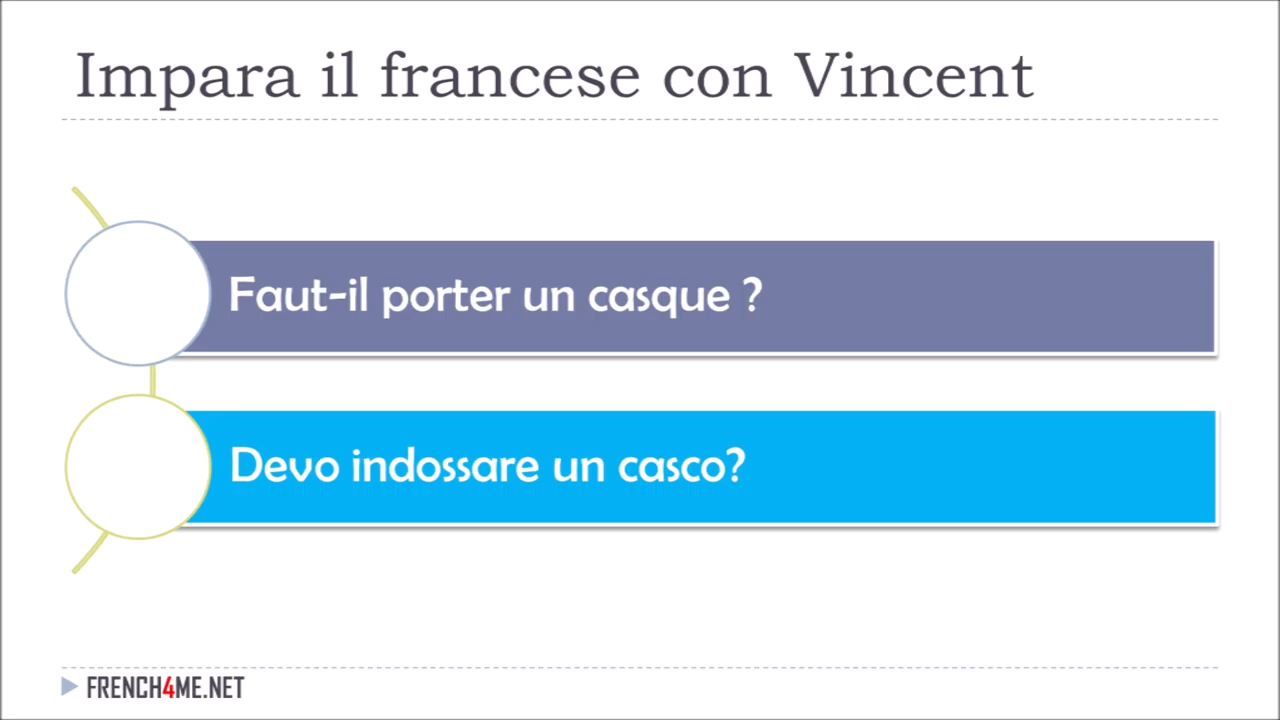 Impara il francese con Vincent
Faut-il porter un casque ?
Devo indossare un casco?
FRENCH4ME.NET